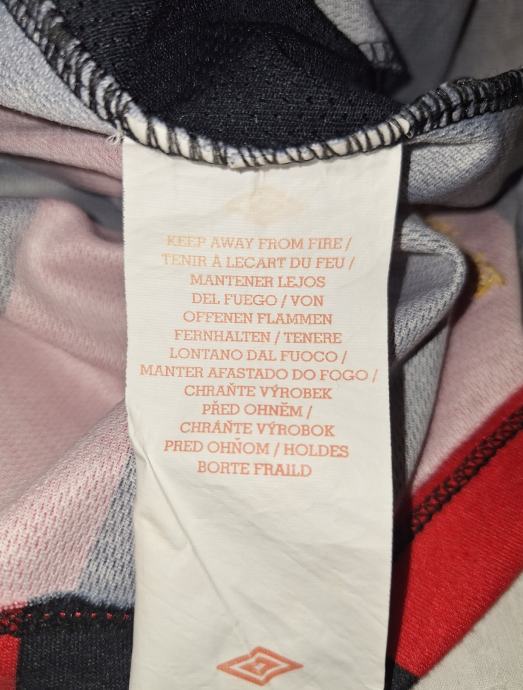 KEEP AWAY FROM FIRE /
TENIR À LECART DU FEU /
MANTENER LEJOS
DEL FUEGO / VON
OFFENEN FLAMMEN
FERNHALTEN / TENERE
LONTANO DAL FUOCO /
MANTER AFASTADO DO FOGO /
CHRAŇTE VÝROBEK
PŘED OHNĚM /
CHRÁŇTE VÝROBOK
PRED OHŇOM / HOLDES
BORTE FRAILD